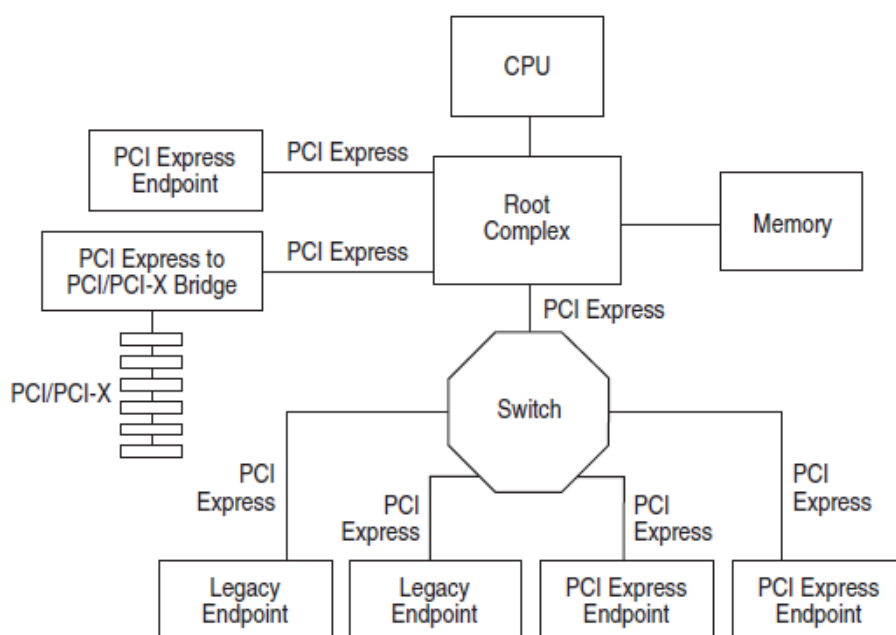 CPU
PCI Express
Endpoint
PCI Express
Root
Complex
Memory
PCI Express to
PCI/PCI-X Bridge
PCI Express
PCI Express
PCI/PCI-X
Switch
PCI
Express
PCI
Express
PCI
Express
PCI
Express
Legacy
Endpoint
Legacy
Endpoint
PCI Express
Endpoint
PCI Express
Endpoint